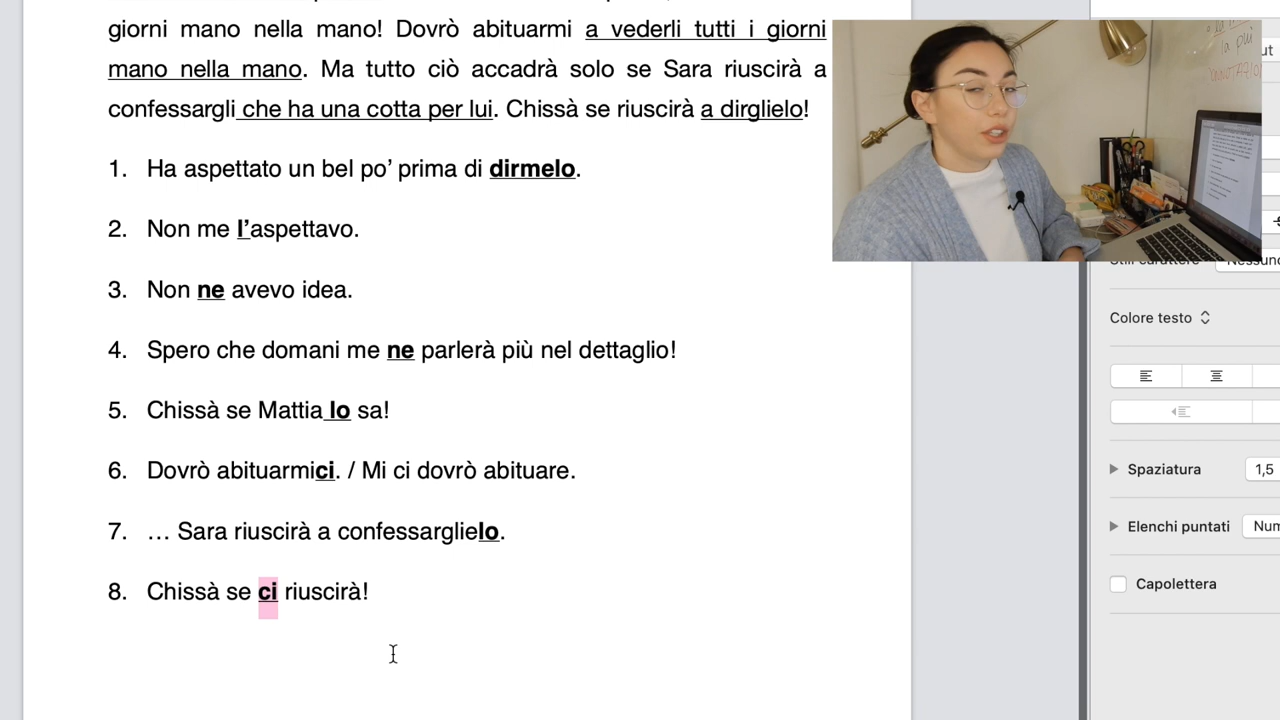 giorni mano nella mano! Dovrò abituarmi a vederli tutti i giorni
mano nella mano. Ma tutto ciò accadrà solo se Sara riuscirà a
confessargli che ha una cotta per lui. Chissà se riuscirà a dirglielo!
1. Ha aspettato un bel po’ prima di dirmelo.
2. Non me l’aspettavo.
3. Non ne avevo idea.
4. Spero che domani me ne parlerà più nel dettaglio!
5. Chissà se Mattia lo sa!
6. Dovrò abituarmici. / Mi ci dovrò abituare.
7. … Sara riuscirà a confessarglielo.
8. Chissà se ci riuscirà!
la più
Colore testo
Spaziatura
1,5
Elenchi puntati
Num
Capolettera